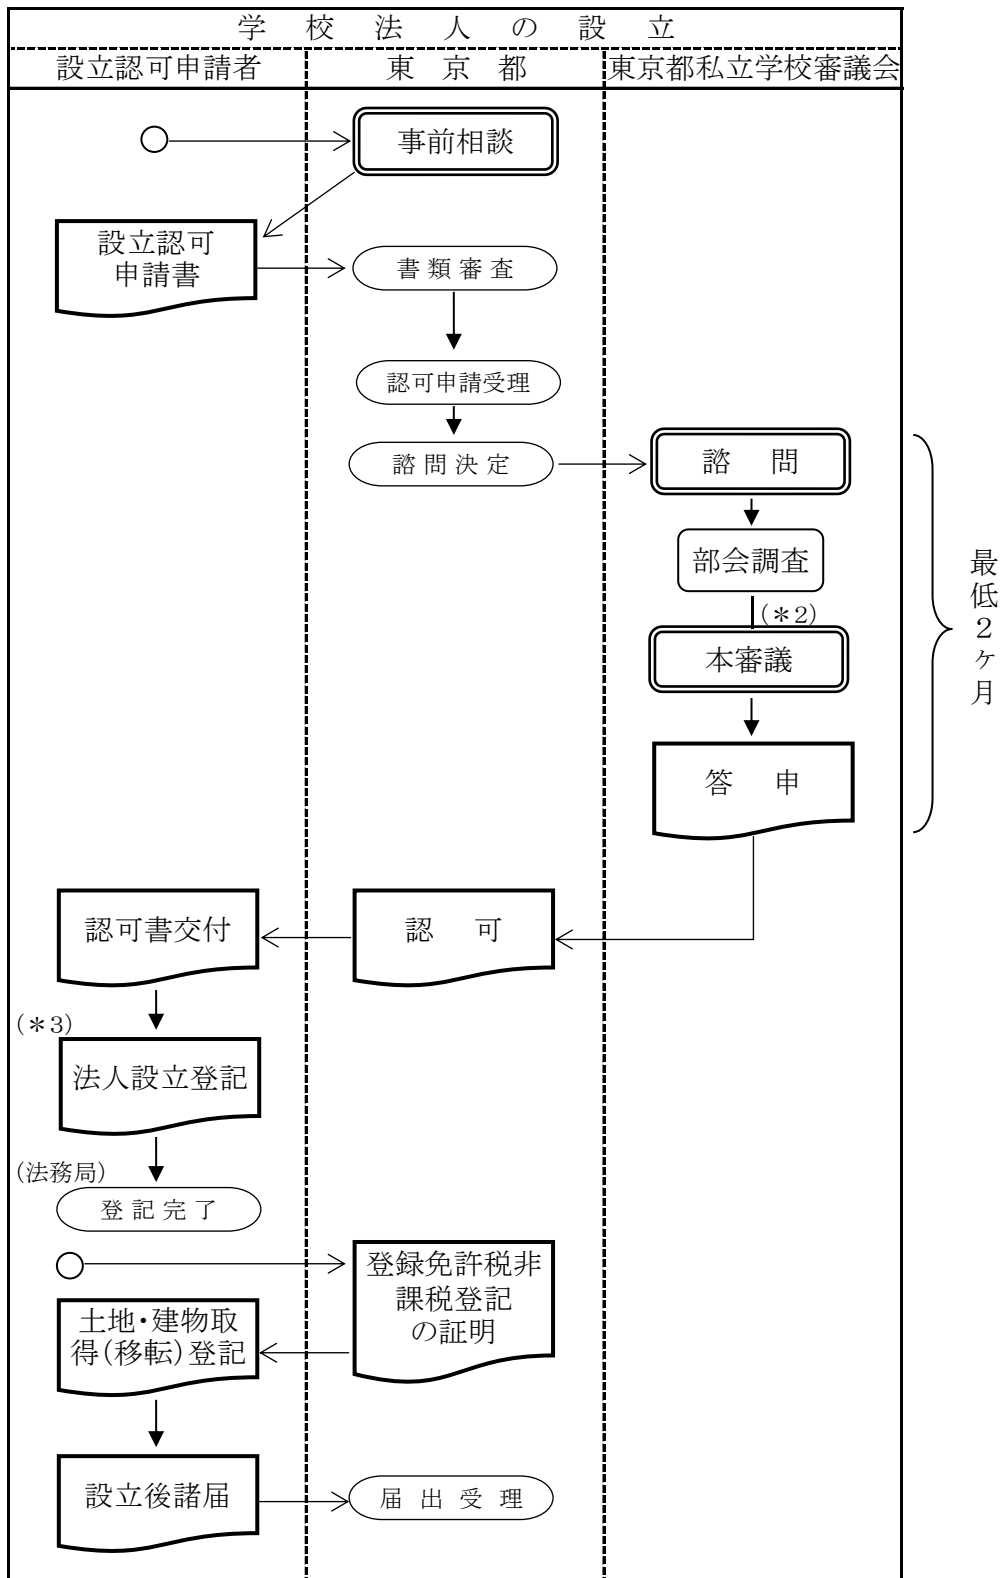 学校法人の設立
設立認可申請者 東京都 東京都私立学校審議会
事前相談
設立認可
申請書
書類審査
認可申請受理
諮問決定
諮問
部会調査
(＊2)
本審議
答申
最低２ヶ月
認可
認可書交付
(＊3)
法人設立登記
(法務局)
登記完了
登録免許税非
課税登記
の証明
土地・建物取
得(移転)登記
設立後諸届
届出受理